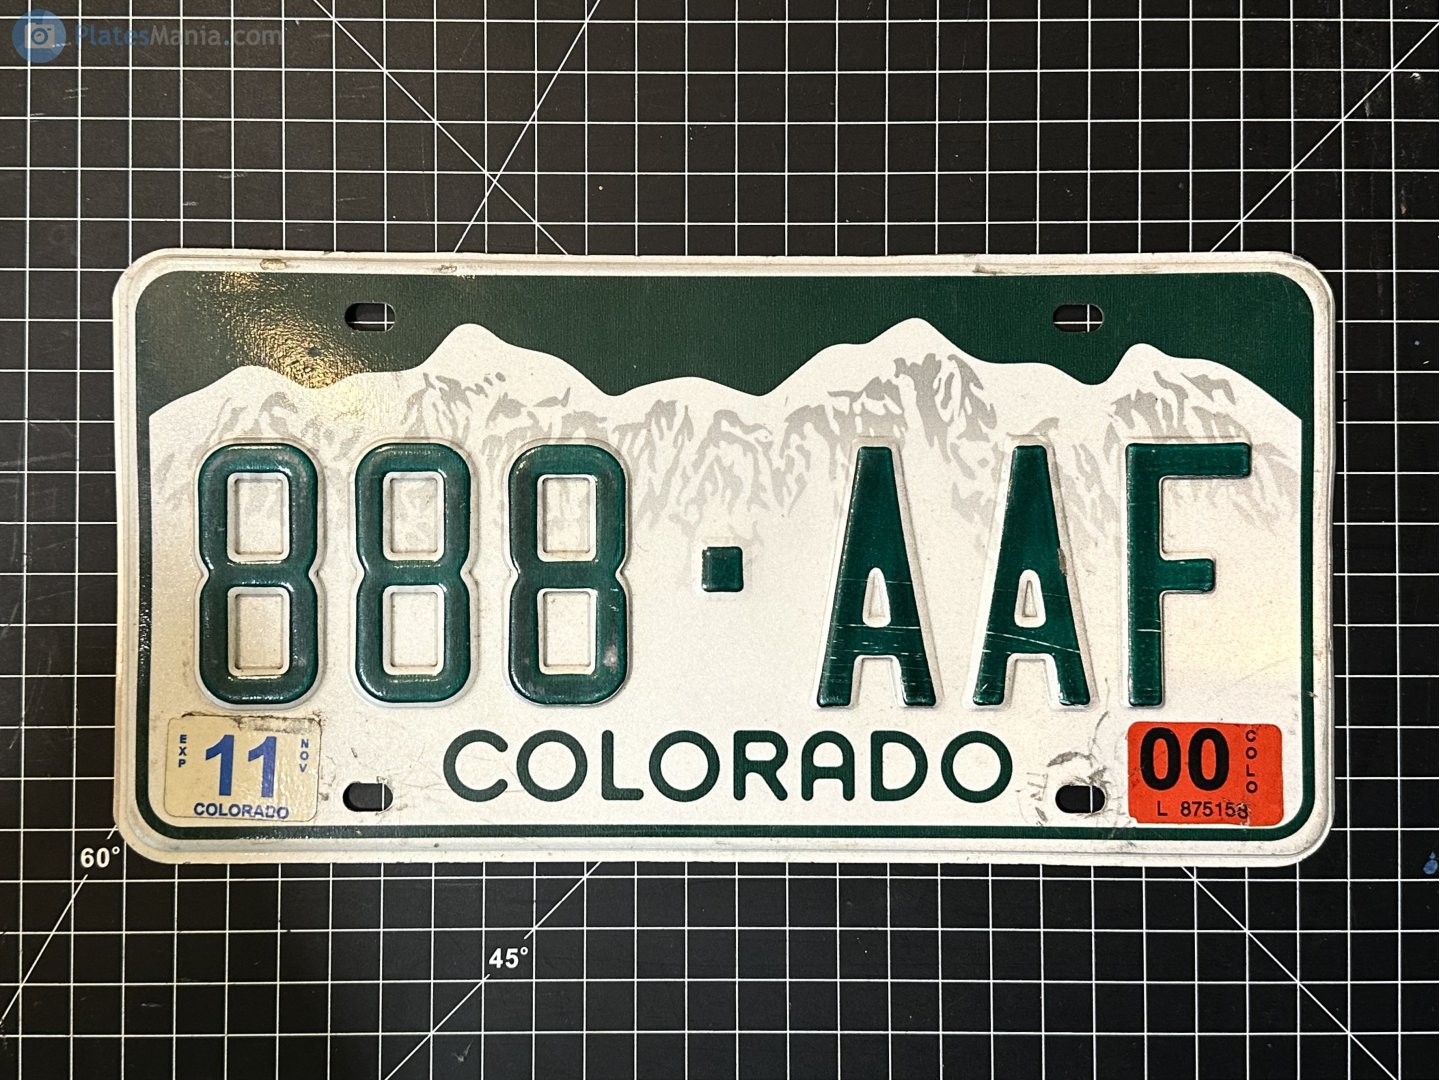 PlatesMania.com
888·AAF
EXP 11 NOV
COLORADO
COLORADO
00 COLO
L 875158
60°
45°